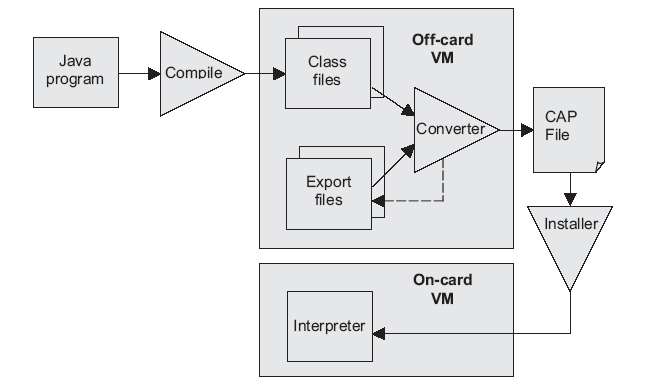 Java
program
Compile
Class
files
Off-card
VM
Converter
Export
files
CAP
File
Installer
On-card
VM
Interpreter